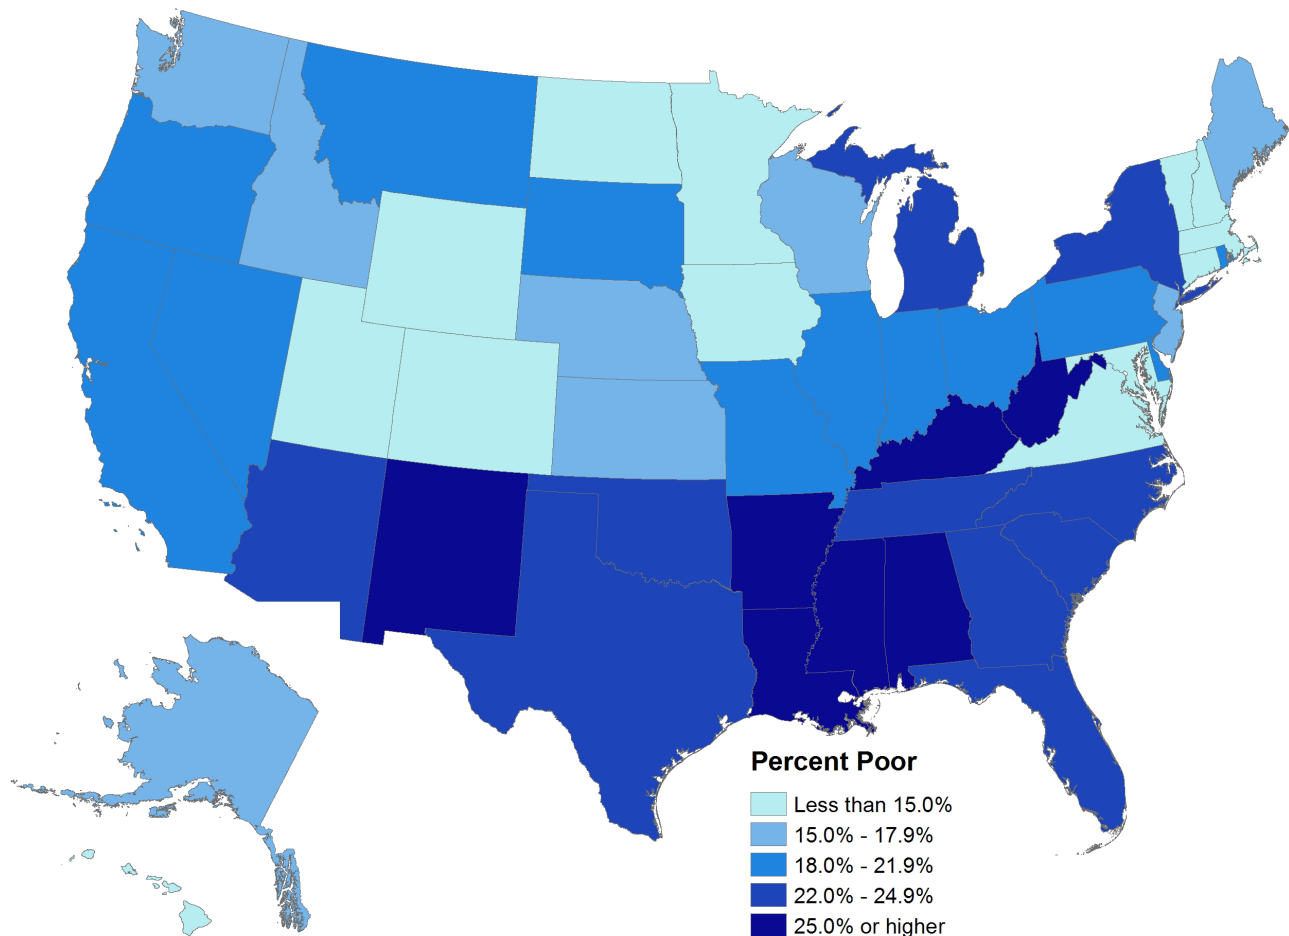 Percent Poor
Less than 15.0%
15.0% - 17.9%
18.0% - 21.9%
22.0% - 24.9%
25.0% or higher